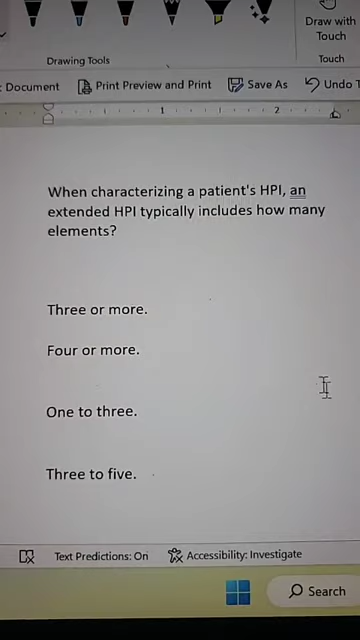 Drawing Tools
Draw with
Touch
Touch
Document
Print Preview and Print
Save As
Undo
1
2
When characterizing a patient's HPI, an
extended HPI typically includes how many
elements?
Three or more.
Four or more.
One to three.
Three to five.
Text Predictions: On
Accessibility: Investigate
Search